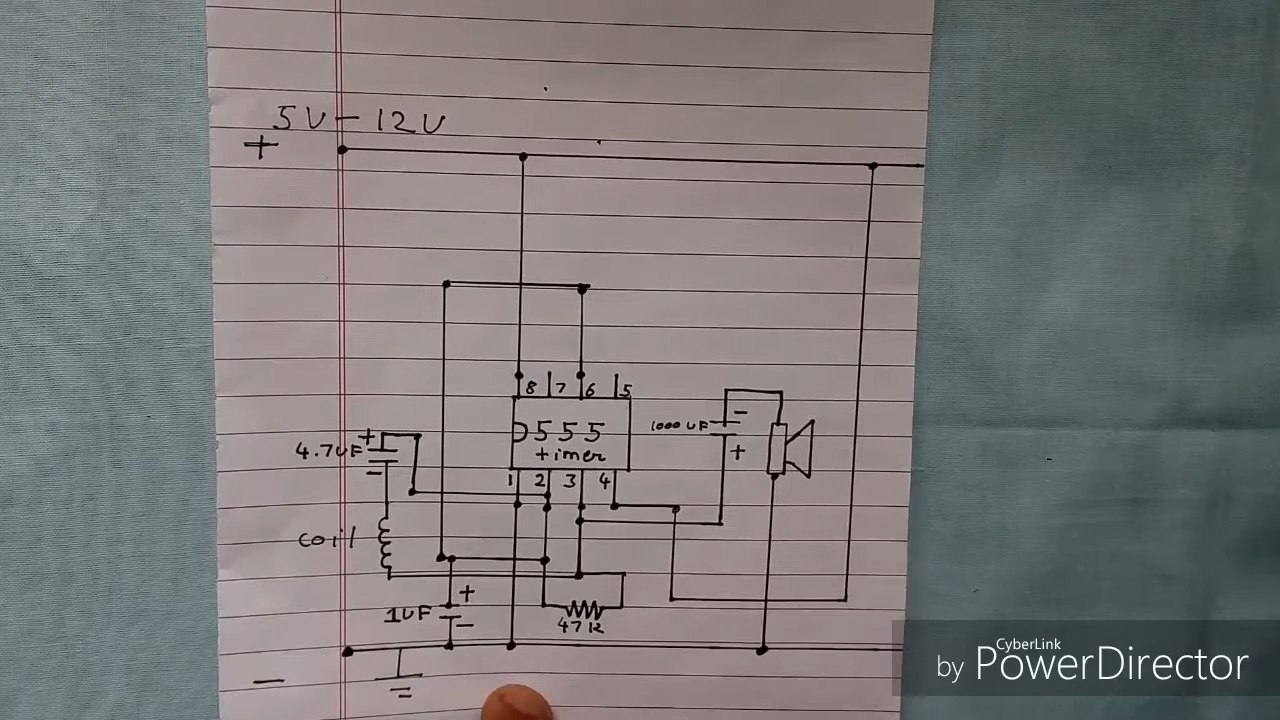 5V - 12V
+
8 7 6 5
555
timer
1 2 3 4
+
4.7UF
-
1000 UF
-
+
coil
1UF
+
-
47K
-
CyberLink
by PowerDirector